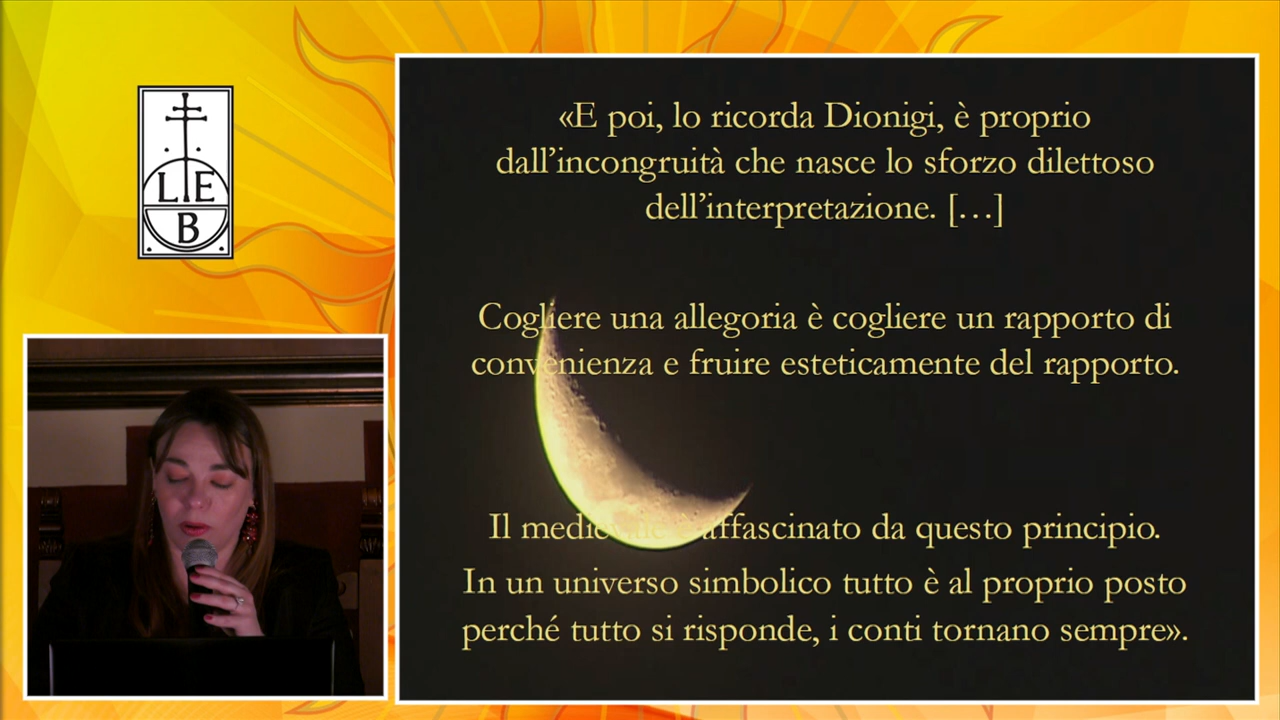 L E
B
«E poi, lo ricorda Dionigi, è proprio
dall’incongruità che nasce lo sforzo dilettoso
dell’interpretazione. […]
Cogliere una allegoria è cogliere un rapporto di
convenienza e fruire esteticamente del rapporto.
Il medievale è affascinato da questo principio.
In un universo simbolico tutto è al proprio posto
perché tutto si risponde, i conti tornano sempre».